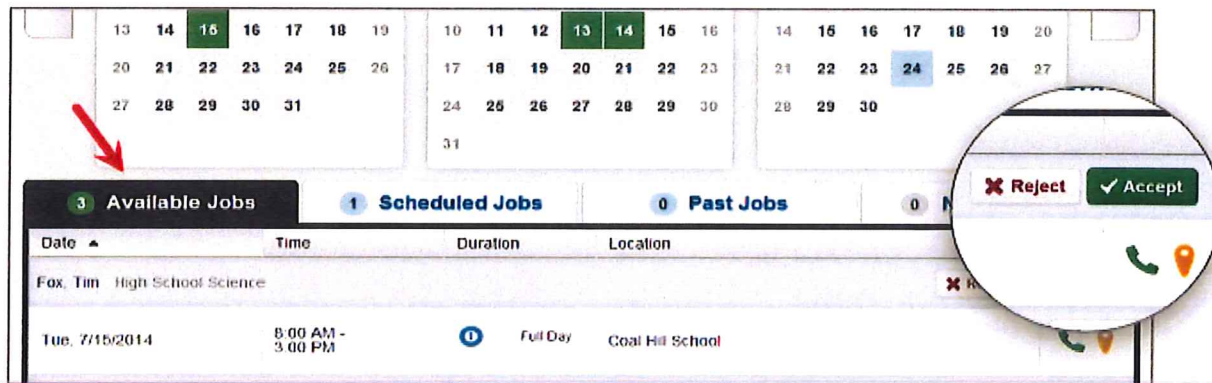 13 14 15 16 17 18 19
20 21 22 23 24 25 26
27 28 29 30 31
10 11 12 13 14 15 16
17 18 19 20 21 22 23
24 25 26 27 28 29 30
31
14 15 16 17 18 19 20
21 22 23 24 25 26 27
28 29 30
3 Available Jobs 1 Scheduled Jobs 0 Past Jobs 0
Reject Accept
Date Time Duration Location
Fox, Tim High School Science
Tue, 7/15/2014 8:00 AM - Full Day Coal Hill School
3:00 PM